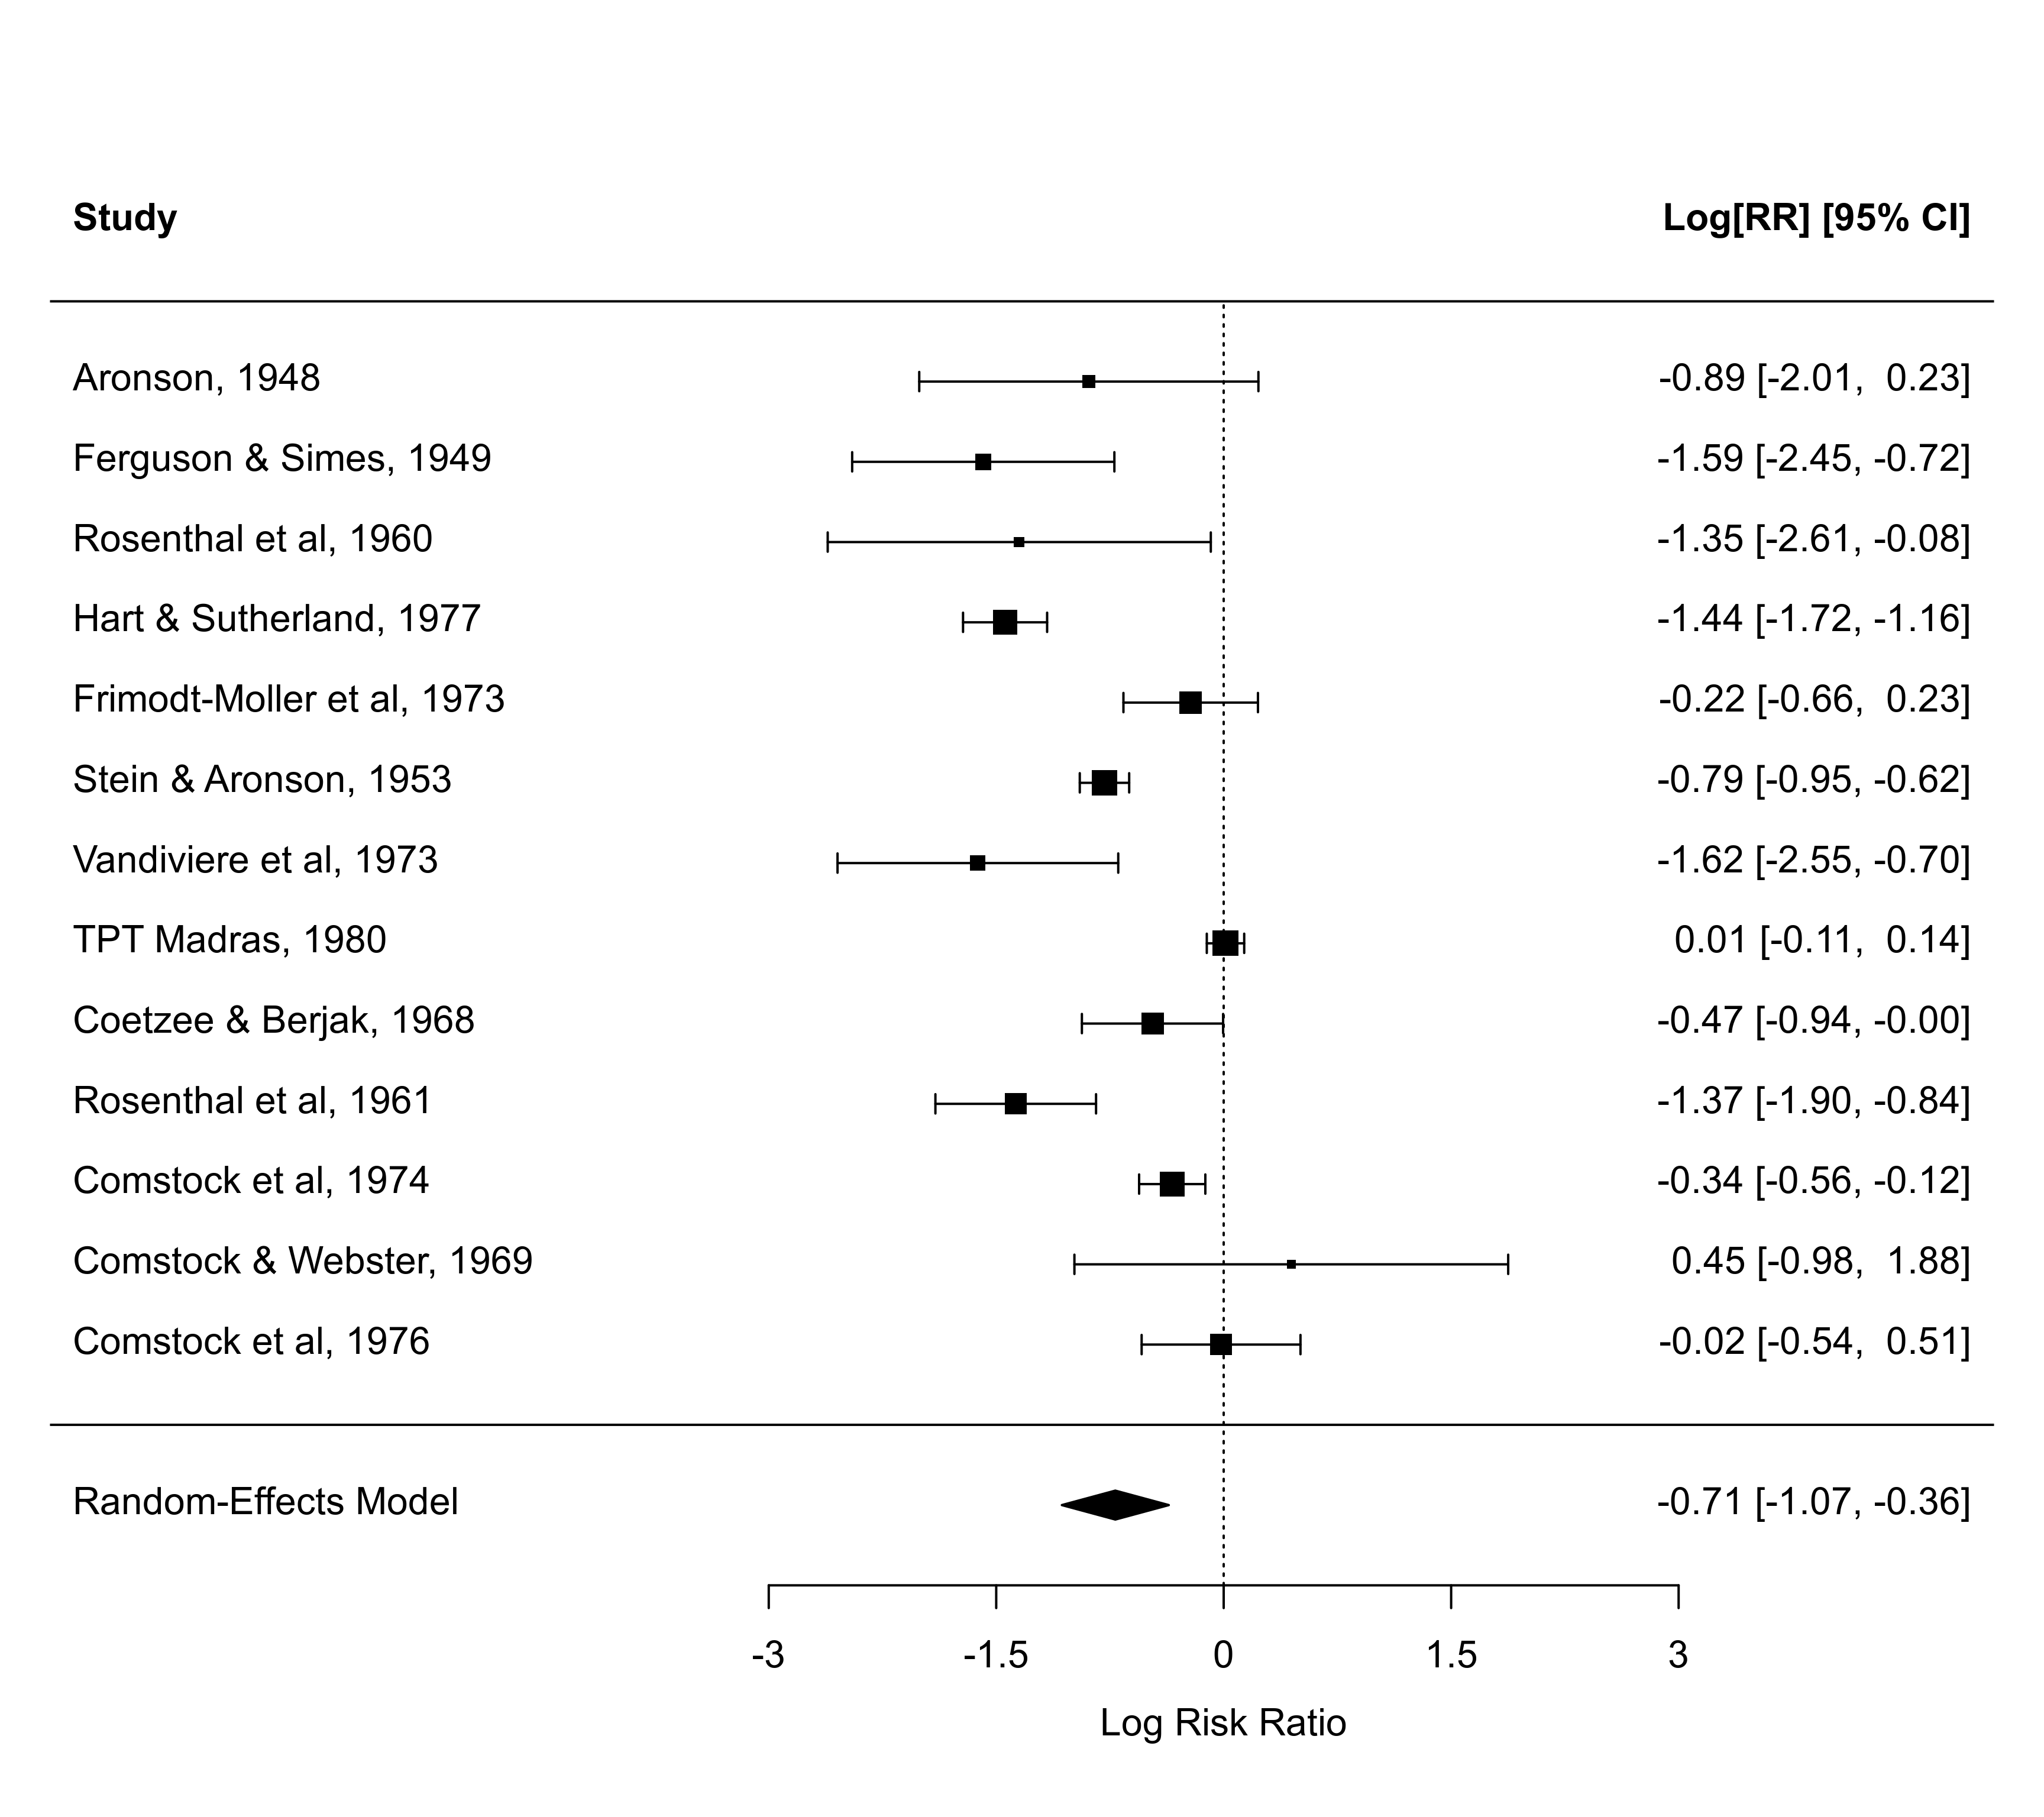 Study Log[RR] [95% CI]
Aronson, 1948 -0.89 [-2.01, 0.23]
Ferguson & Simes, 1949 -1.59 [-2.45, -0.72]
Rosenthal et al, 1960 -1.35 [-2.61, -0.08]
Hart & Sutherland, 1977 -1.44 [-1.72, -1.16]
Frimodt-Moller et al, 1973 -0.22 [-0.66, 0.23]
Stein & Aronson, 1953 -0.79 [-0.95, -0.62]
Vandiviere et al, 1973 -1.62 [-2.55, -0.70]
TPT Madras, 1980 0.01 [-0.11, 0.14]
Coetzee & Berjak, 1968 -0.47 [-0.94, -0.00]
Rosenthal et al, 1961 -1.37 [-1.90, -0.84]
Comstock et al, 1974 -0.34 [-0.56, -0.12]
Comstock & Webster, 1969 0.45 [-0.98, 1.88]
Comstock et al, 1976 -0.02 [-0.54, 0.51]
Random-Effects Model -0.71 [-1.07, -0.36]
-3 -1.5 0 1.5 3
Log Risk Ratio